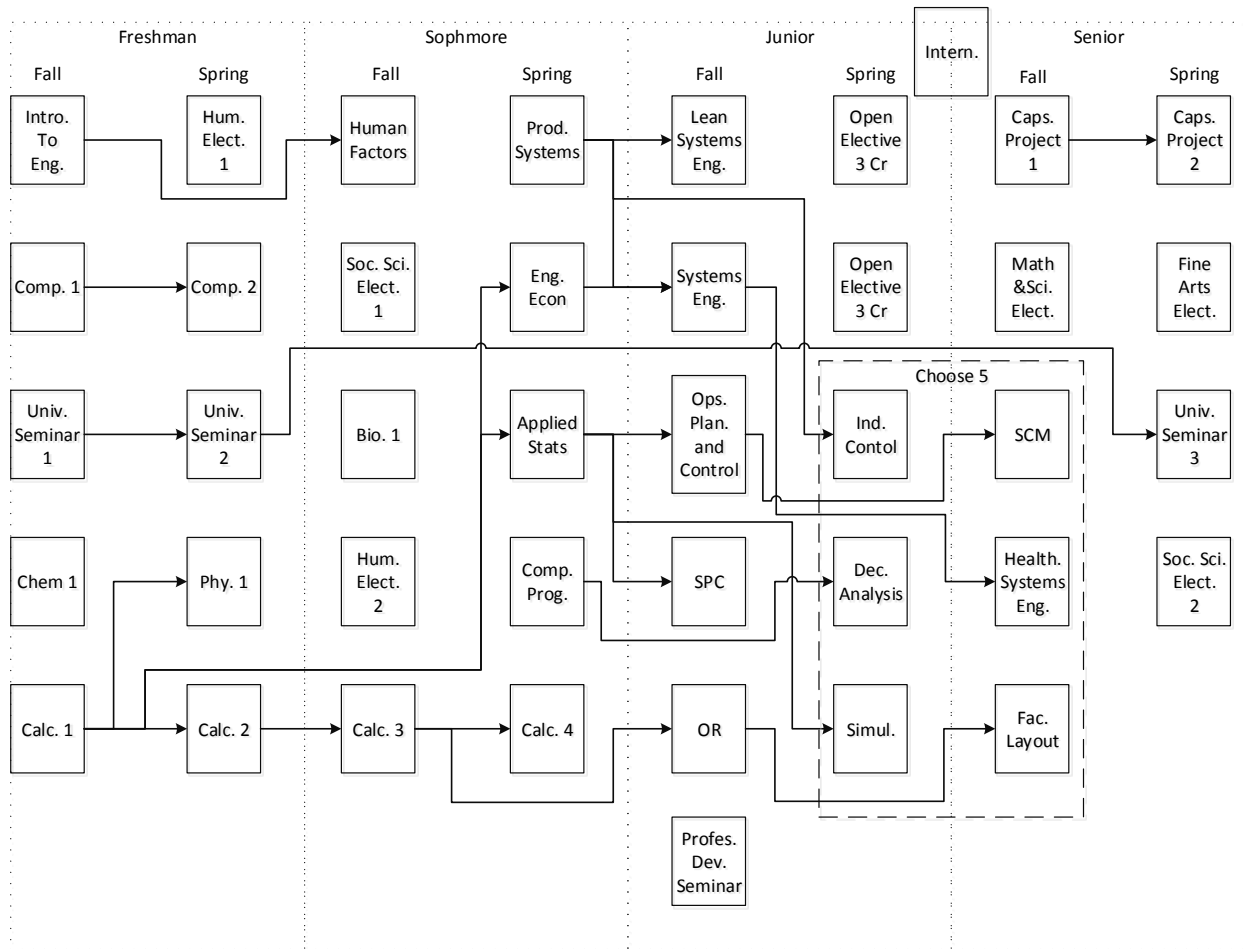 Freshman
Sophmore
Junior
Senior
Intern.
Fall
Spring
Fall
Spring
Fall
Spring
Fall
Spring
Intro.
To
Eng.
Hum.
Elect.
1
Human
Factors
Prod.
Systems
Lean
Systems
Eng.
Open
Elective
3 Cr
Caps.
Project
1
Caps.
Project
2
Comp. 1
Comp. 2
Soc. Sci.
Elect.
1
Eng.
Econ
Systems
Eng.
Open
Elective
3 Cr
Math
&Sci.
Elect.
Fine
Arts
Elect.
Choose 5
Univ.
Seminar
1
Univ.
Seminar
2
Bio. 1
Applied
Stats
Ops.
Plan.
and
Control
Ind.
Contol
SCM
Univ.
Seminar
3
Chem 1
Phy. 1
Hum.
Elect.
2
Comp.
Prog.
SPC
Dec.
Analysis
Health.
Systems
Eng.
Soc. Sci.
Elect.
2
Calc. 1
Calc. 2
Calc. 3
Calc. 4
OR
Simul.
Fac.
Layout
Profes.
Dev.
Seminar